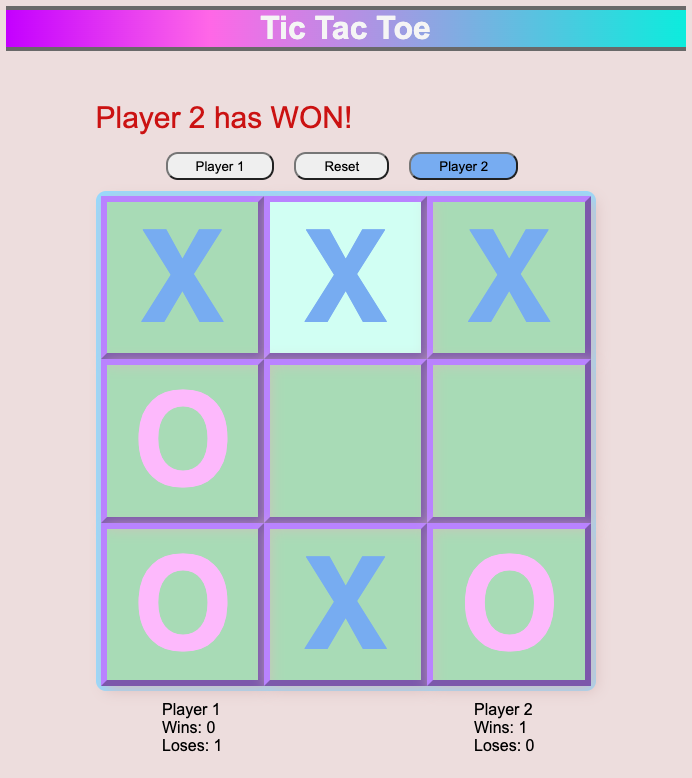 Tic Tac Toe
Player 2 has WON!
Player 1 Reset Player 2
X X X
O
O X O
Player 1
Wins: 0
Loses: 1
Player 2
Wins: 1
Loses: 0